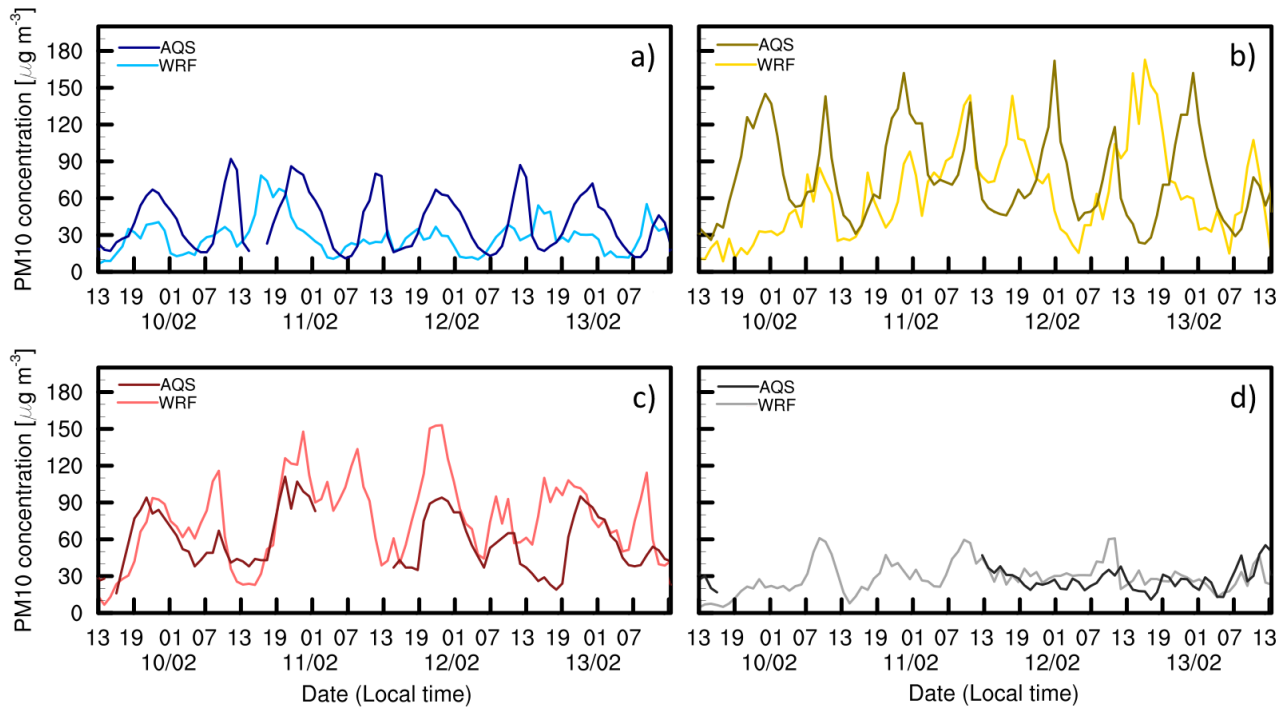 PM10 concentration [μg m⁻³]
180
150
120
90
60
30
0
AQS
WRF
a)
13 19 01 07 13 19 01 07 13 19 01 07 13 19 01 07
10/02 11/02 12/02 13/02
AQS
WRF
b)
13 19 01 07 13 19 01 07 13 19 01 07 13 19 01 07 13
10/02 11/02 12/02 13/02
PM10 concentration [μg m⁻³]
180
150
120
90
60
30
0
AQS
WRF
c)
13 19 01 07 13 19 01 07 13 19 01 07 13 19 01 07
10/02 11/02 12/02 13/02
Date (Local time)
AQS
WRF
d)
13 19 01 07 13 19 01 07 13 19 01 07 13 19 01 07 13
10/02 11/02 12/02 13/02
Date (Local time)